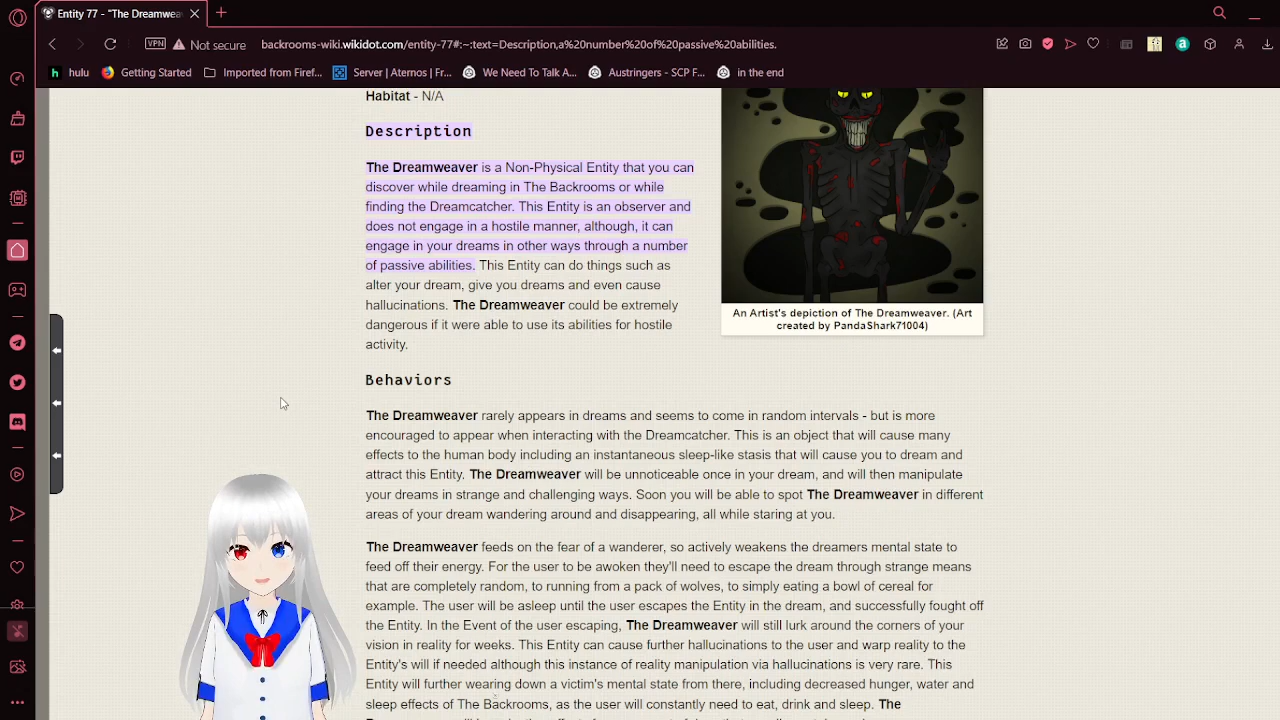 Entity 77 - "The Dreamwea
VPN
Not secure
backrooms-wiki.wikidot.com/entity-77#:~:text=Description,a%20number%20of%20passive%20abilities.
hulu
Getting Started
Imported from Firef...
Server | Aternos | Fr...
We Need To Talk A...
Austringers - SCP F...
in the end
Habitat - N/A
Description
The Dreamweaver is a Non-Physical Entity that you can
discover while dreaming in The Backrooms or while
finding the Dreamcatcher. This Entity is an observer and
does not engage in a hostile manner, although, it can
engage in your dreams in other ways through a number
of passive abilities. This Entity can do things such as
alter your dream, give you dreams and even cause
hallucinations. The Dreamweaver could be extremely
dangerous if it were able to use its abilities for hostile
activity.
An Artist's depiction of The Dreamweaver. (Art
created by PandaShark71004)
Behaviors
The Dreamweaver rarely appears in dreams and seems to come in random intervals - but is more
encouraged to appear when interacting with the Dreamcatcher. This is an object that will cause many
effects to the human body including an instantaneous sleep-like stasis that will cause you to dream and
attract this Entity. The Dreamweaver will be unnoticeable once in your dream, and will then manipulate
your dreams in strange and challenging ways. Soon you will be able to spot The Dreamweaver in different
areas of your dream wandering around and disappearing, all while staring at you.
The Dreamweaver feeds on the fear of a wanderer, so actively weakens the dreamers mental state to
feed off their energy. For the user to be awoken they'll need to escape the dream through strange means
that are completely random, to running from a pack of wolves, to simply eating a bowl of cereal for
example. The user will be asleep until the user escapes the Entity in the dream, and successfully fought off
the Entity. In the Event of the user escaping, The Dreamweaver will still lurk around the corners of your
vision in reality for weeks. This Entity can cause further hallucinations to the user and warp reality to the
Entity's will if needed although this instance of reality manipulation via hallucinations is very rare. This
Entity will further wearing down a victim's mental state from there, including decreased hunger, water and
sleep effects of The Backrooms, as the user will constantly need to eat, drink and sleep. The